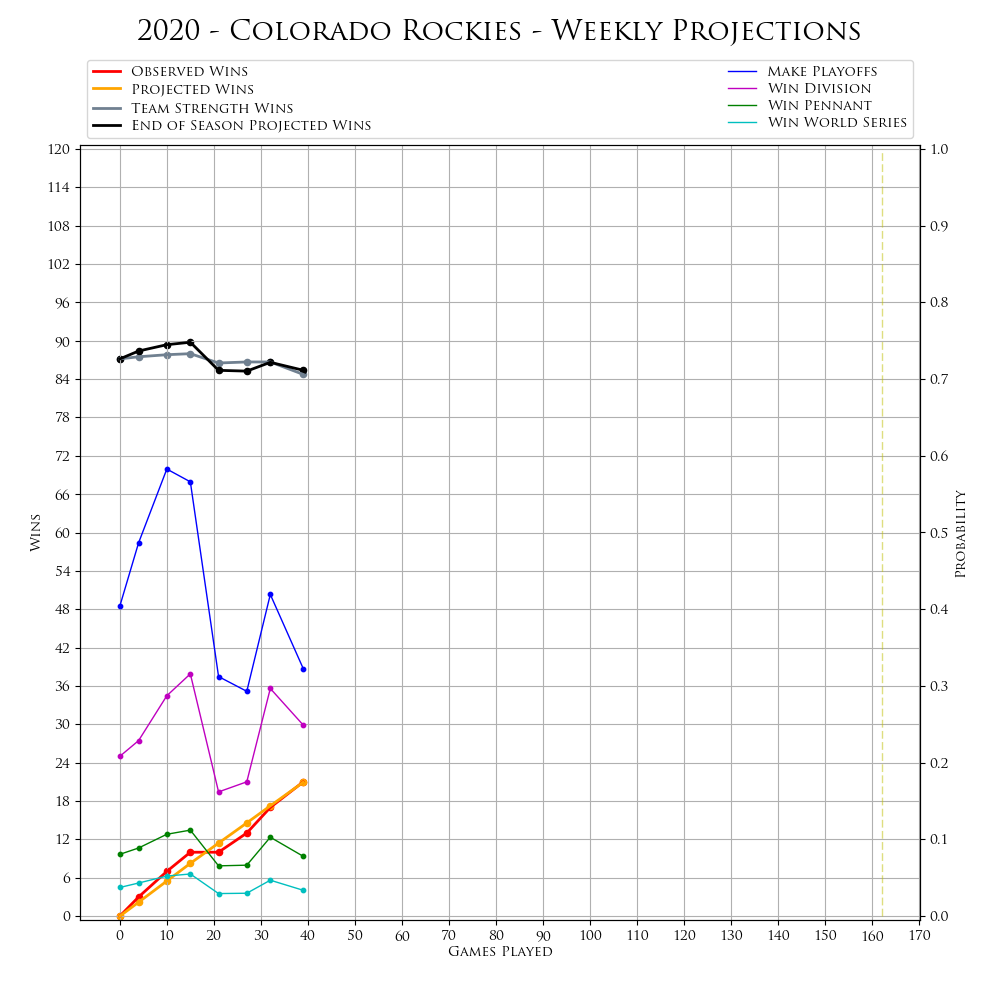 2020 - Colorado Rockies - Weekly Projections
Observed Wins
Projected Wins
Team Strength Wins
End of Season Projected Wins
Make Playoffs
Win Division
Win Pennant
Win World Series
120
114
108
102
96
90
84
78
72
66
60
54
48
42
36
30
24
18
12
6
0
Wins
1.0
0.9
0.8
0.7
0.6
0.5
0.4
0.3
0.2
0.1
0.0
Probability
0 10 20 30 40 50 60 70 80 90 100 110 120 130 140 150 160 170
Games Played